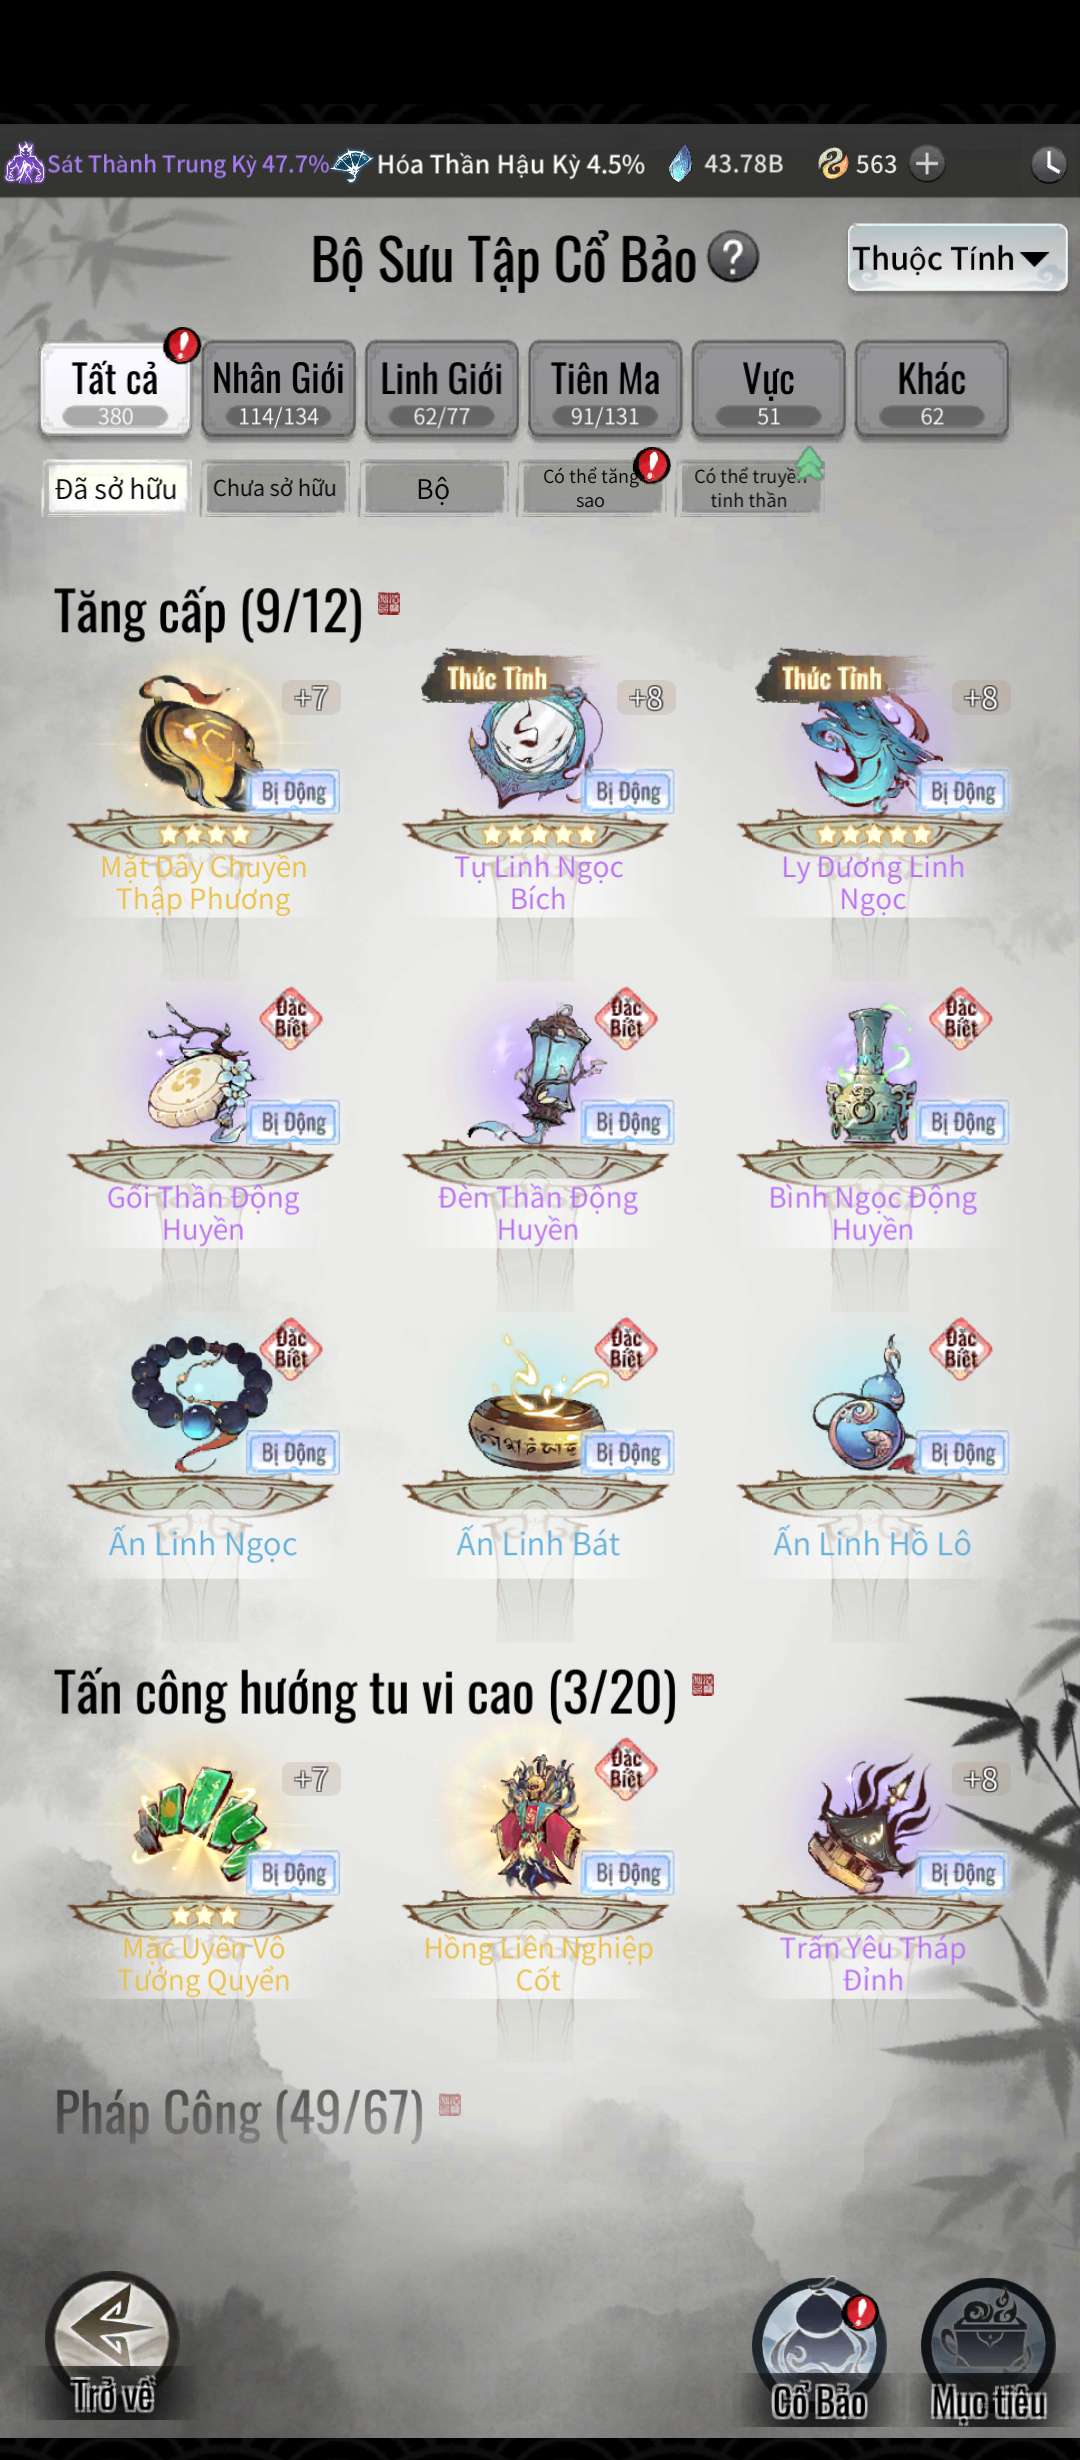 Sát Thành Trung Kỳ 47.7% Hóa Thần Hậu Kỳ 4.5% 43.78B 563
Bộ Sưu Tập Cổ Bảo ?
Thuộc Tính
Tất cả Nhân Giới Linh Giới Tiên Ma Vực Khác
380 114/134 62/77 91/131 51 62
Đã sở hữu Chưa sở hữu Bộ Có thể tăng sao Có thể truyền tinh thần
Tăng cấp (9/12)
Thức Tỉnh Thức Tỉnh
+7 +8 +8
Bị Động Bị Động Bị Động
Mặt Dây Chuyền Tụ Linh Ngọc Ly Dương Linh
Thập Phương Bích Ngọc
Đặc Biệt Đặc Biệt Đặc Biệt
Bị Động Bị Động Bị Động
Gối Thần Động Đèn Thần Động Bình Ngọc Động
Huyền Huyền Huyền
Đặc Biệt Đặc Biệt Đặc Biệt
Bị Động Bị Động Bị Động
Ấn Linh Ngọc Ấn Linh Bát Ấn Linh Hồ Lô
Tấn công hướng tu vi cao (3/20)
+7 Đặc Biệt +8
Bị Động Bị Động Bị Động
Mặc Uyên Vô Hồng Liên Nghiệp Trấn Yêu Tháp
Tướng Quyển Cốt Đỉnh
Pháp Công (49/67)
Trở về Cổ Bảo Mục tiêu